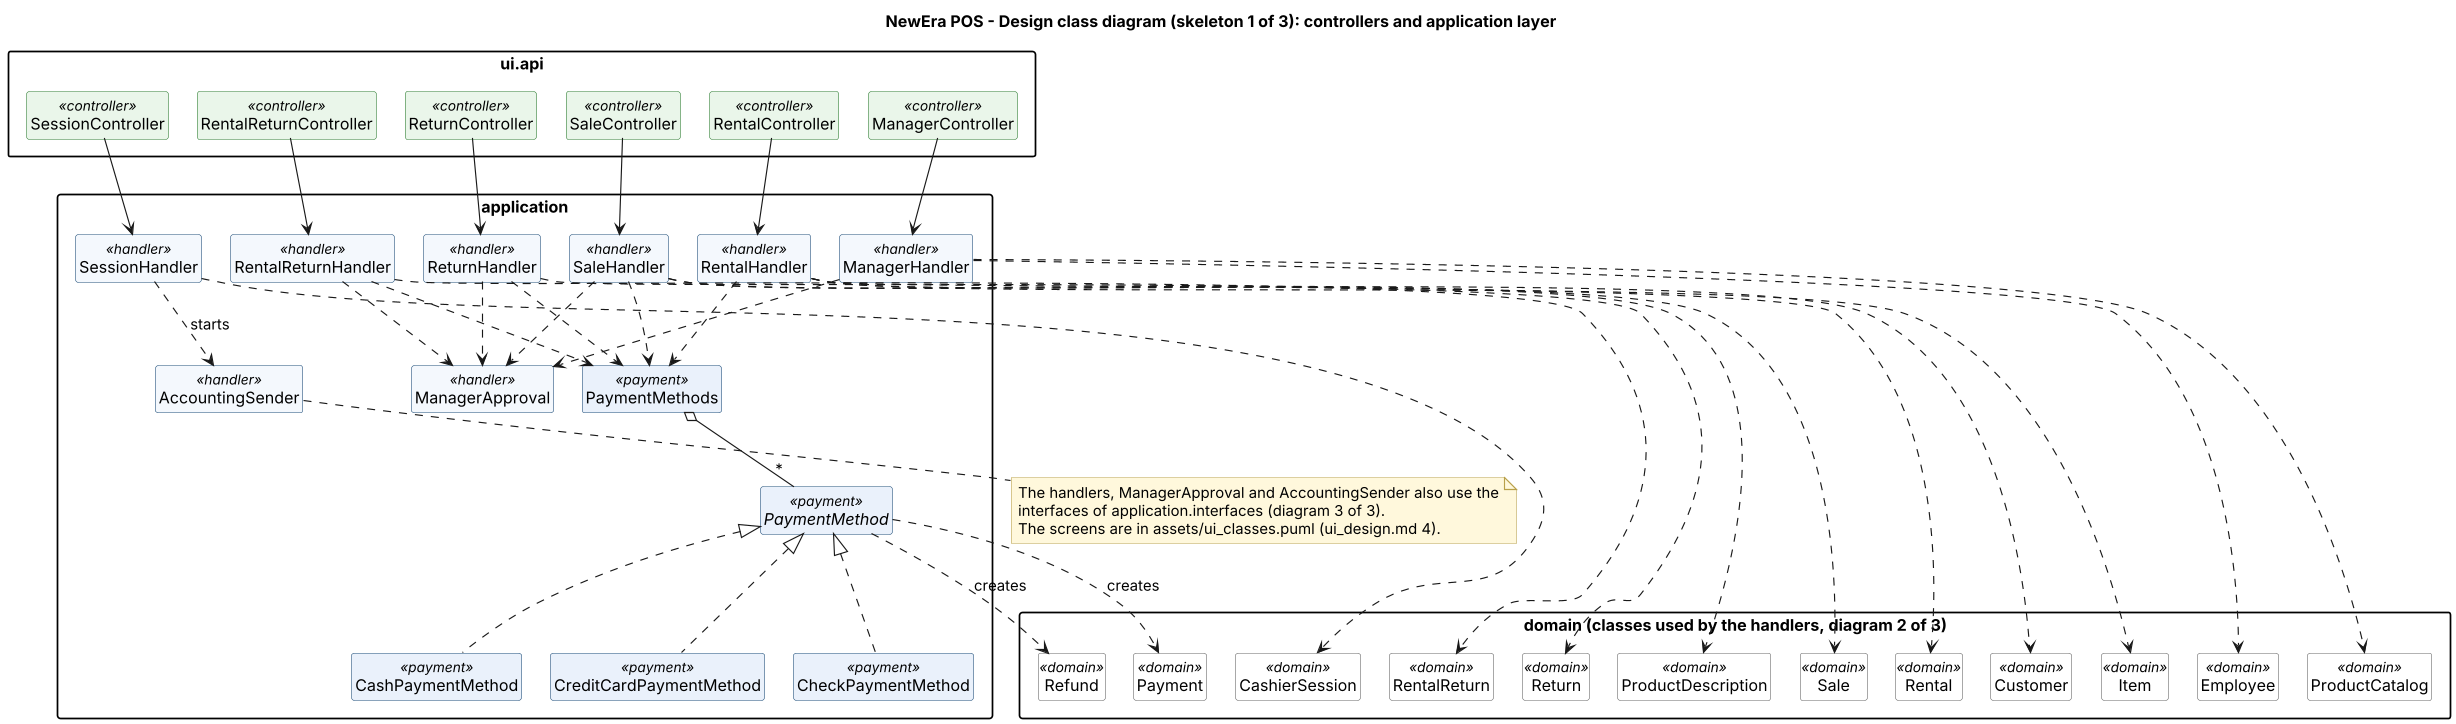 NewEra POS - Design class diagram (skeleton 1 of 3): controllers and application layer
ui.api
«controller»
SessionController
«controller»
RentalReturnController
«controller»
ReturnController
«controller»
SaleController
«controller»
RentalController
«controller»
ManagerController
application
«handler»
SessionHandler
«handler»
RentalReturnHandler
«handler»
ReturnHandler
«handler»
SaleHandler
«handler»
RentalHandler
«handler»
ManagerHandler
starts
«handler»
AccountingSender
«handler»
ManagerApproval
«payment»
PaymentMethods
*
«payment»
PaymentMethod
The handlers, ManagerApproval and AccountingSender also use the
interfaces of application.interfaces (diagram 3 of 3).
The screens are in assets/ui_classes.puml (ui_design.md 4).
creates
creates
«payment»
CashPaymentMethod
«payment»
CreditCardPaymentMethod
«payment»
CheckPaymentMethod
domain (classes used by the handlers, diagram 2 of 3)
«domain»
Refund
«domain»
Payment
«domain»
CashierSession
«domain»
RentalReturn
«domain»
Return
«domain»
ProductDescription
«domain»
Sale
«domain»
Rental
«domain»
Customer
«domain»
Item
«domain»
Employee
«domain»
ProductCatalog